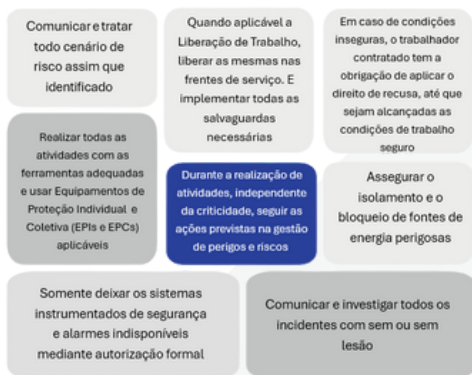 Comunicar e tratar
todo cenário de
risco assim que
identificado
Quando aplicável a
Liberação de Trabalho,
liberar as mesmas nas
frentes de serviço. E
implementar todas as
salvaguardas
necessárias
Em caso de condições
inseguras, o trabalhador
contratado tem a
obrigação de aplicar o
direito de recusa, até que
sejam alcançadas as
condições de trabalho
seguro
Realizar todas as
atividades com as
ferramentas adequadas
e usar Equipamentos de
Proteção Individual e
Coletiva (EPIs e EPCs)
aplicáveis
Durante a realização de
atividades, independente
da criticidade, seguir as
ações previstas na gestão
de perigos e riscos
Assegurar o
isolamento e o
bloqueio de fontes de
energia perigosas
Somente deixar os sistemas
instrumentados de segurança
e alarmes indisponíveis
mediante autorização formal
Comunicar e investigar todos os
incidentes com sem ou sem
lesão